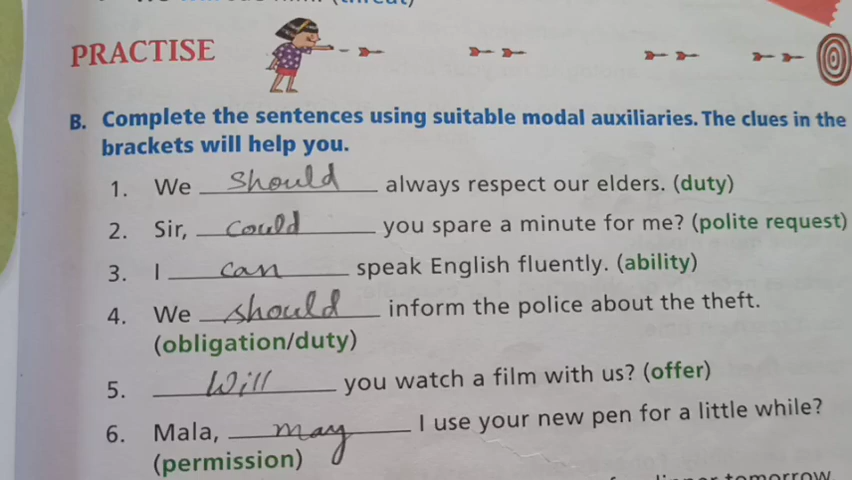 PRACTISE
B. Complete the sentences using suitable modal auxiliaries. The clues in the
brackets will help you.
1. We should always respect our elders. (duty)
2. Sir, could you spare a minute for me? (polite request)
3. I can speak English fluently. (ability)
4. We should inform the police about the theft.
(obligation/duty)
5. Will you watch a film with us? (offer)
6. Mala, may I use your new pen for a little while?
(permission)
tomorrow